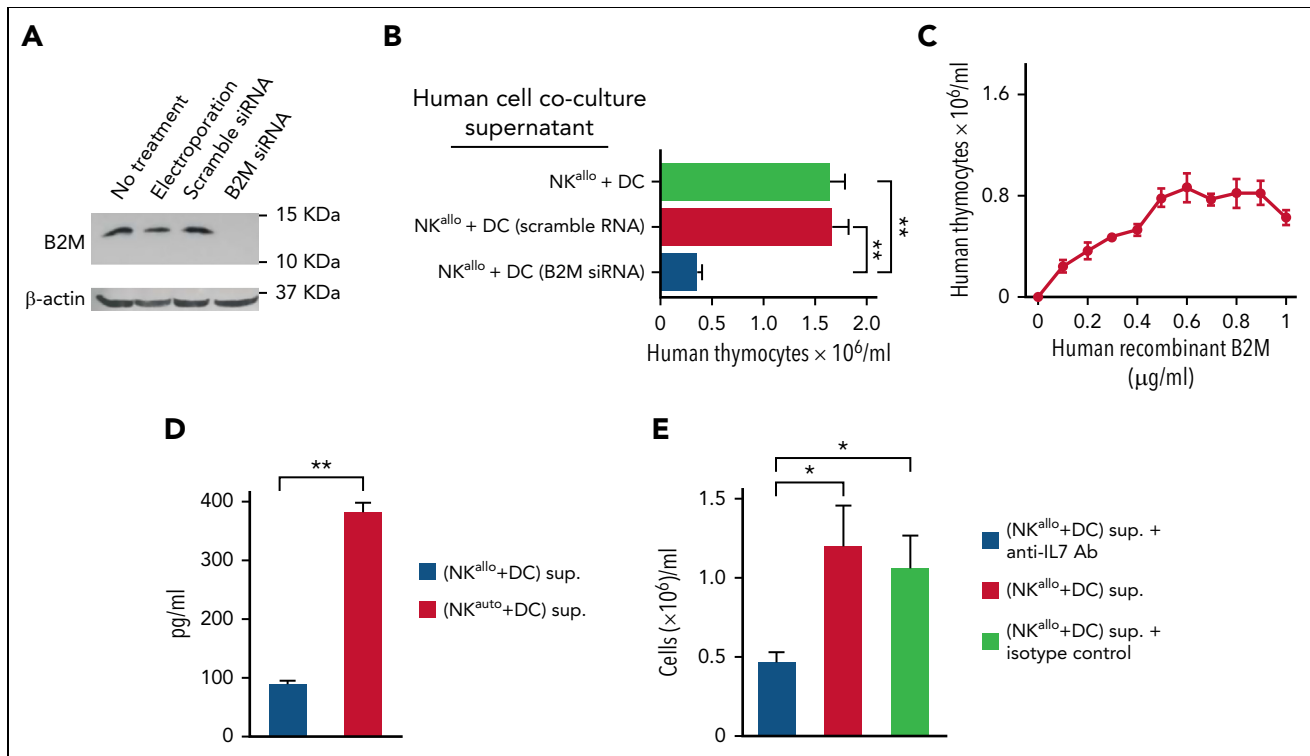 A
No treatment
Electroporation
Scramble siRNA
B2M siRNA
B2M
15 KDa
10 KDa
β-actin
37 KDa
B
Human cell co-culture
supernatant
NKallo + DC
NKallo + DC (scramble RNA)
NKallo + DC (B2M siRNA)
**
**
0
0.5
1.0
1.5
2.0
Human thymocytes × 10⁶/ml
C
Human thymocytes × 10⁶/ml
1.6
0.8
0
0
0.2
0.4
0.6
0.8
1
Human recombinant B2M
(μg/ml)
D
**
pg/ml
400
300
200
100
0
(NKallo+DC) sup.
(NKauto+DC) sup.
E
*
*
Cells (×10⁶)/ml
1.5
1.0
0.5
0
(NKallo+DC) sup. +
anti-IL7 Ab
(NKallo+DC) sup.
(NKallo+DC) sup. +
isotype control